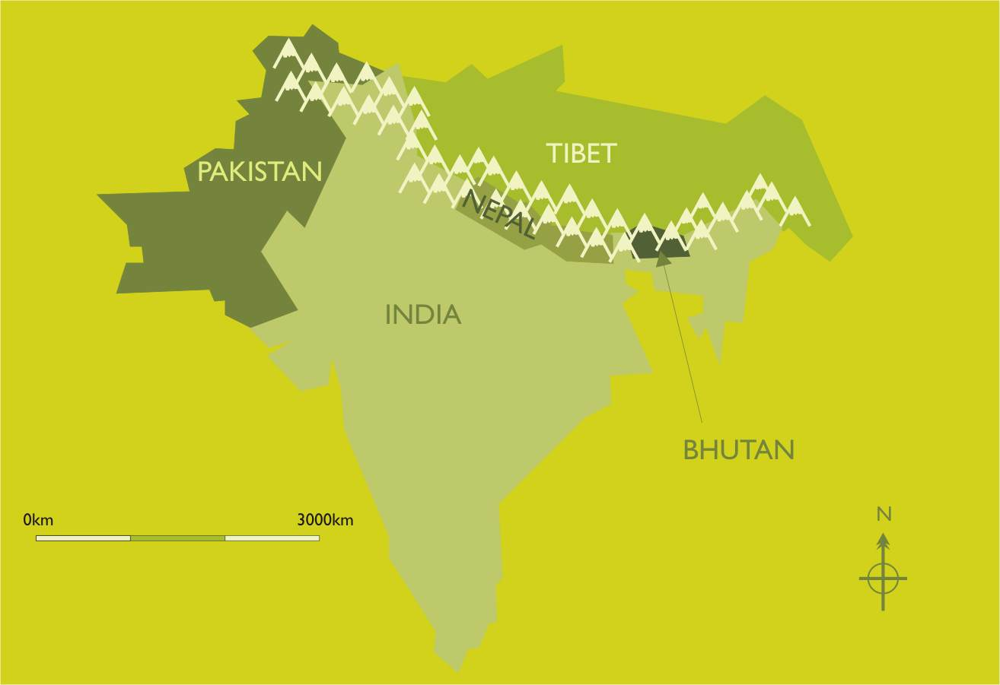 TIBET
PAKISTAN
NEPAL
INDIA
BHUTAN
0km 3000km
N